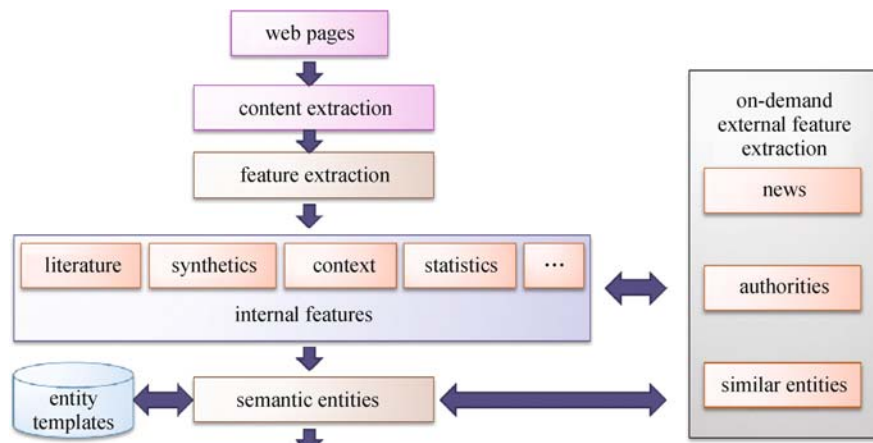 web pages
content extraction
feature extraction
literature
synthetics
context
statistics
...
internal features
entity
templates
semantic entities
on-demand
external feature
extraction
news
authorities
similar entities